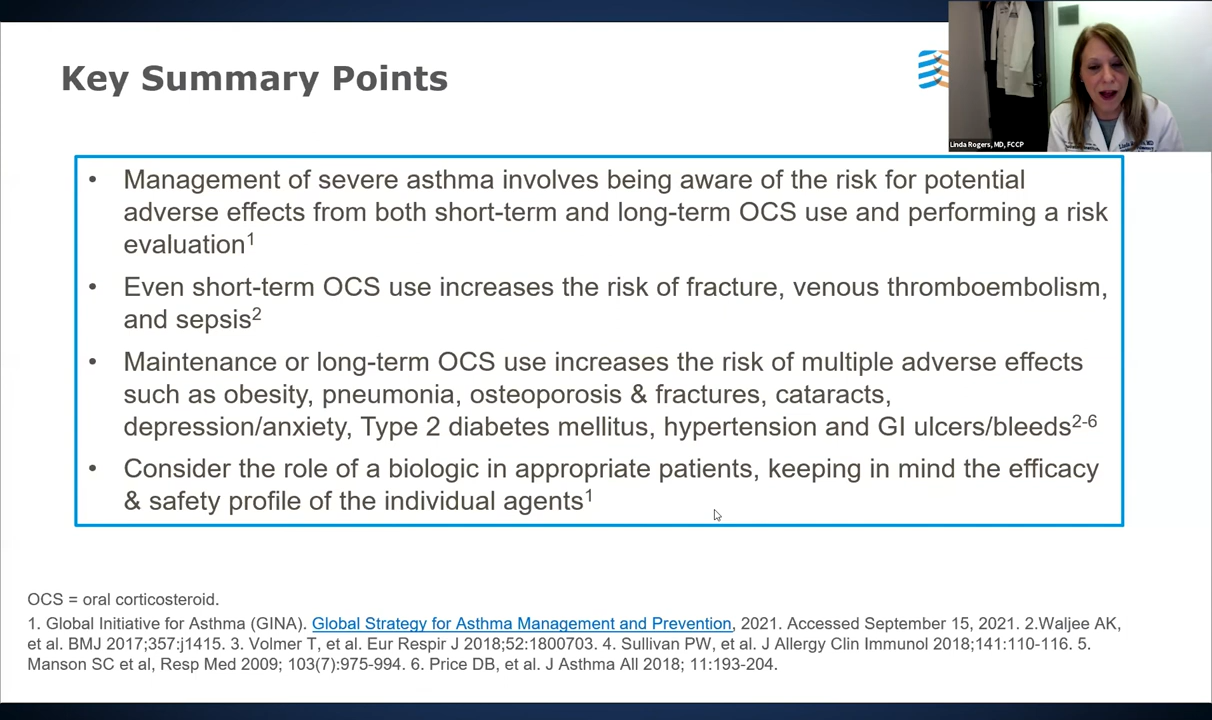 Key Summary Points
Linda Rogers, MD, FCCP
• Management of severe asthma involves being aware of the risk for potential
adverse effects from both short-term and long-term OCS use and performing a risk
evaluation1
• Even short-term OCS use increases the risk of fracture, venous thromboembolism,
and sepsis2
• Maintenance or long-term OCS use increases the risk of multiple adverse effects
such as obesity, pneumonia, osteoporosis & fractures, cataracts,
depression/anxiety, Type 2 diabetes mellitus, hypertension and GI ulcers/bleeds2-6
• Consider the role of a biologic in appropriate patients, keeping in mind the efficacy
& safety profile of the individual agents1
OCS = oral corticosteroid.
1. Global Initiative for Asthma (GINA). Global Strategy for Asthma Management and Prevention, 2021. Accessed September 15, 2021. 2.Waljee AK,
et al. BMJ 2017;357:j1415. 3. Volmer T, et al. Eur Respir J 2018;52:1800703. 4. Sullivan PW, et al. J Allergy Clin Immunol 2018;141:110-116. 5.
Manson SC et al, Resp Med 2009; 103(7):975-994. 6. Price DB, et al. J Asthma All 2018; 11:193-204.